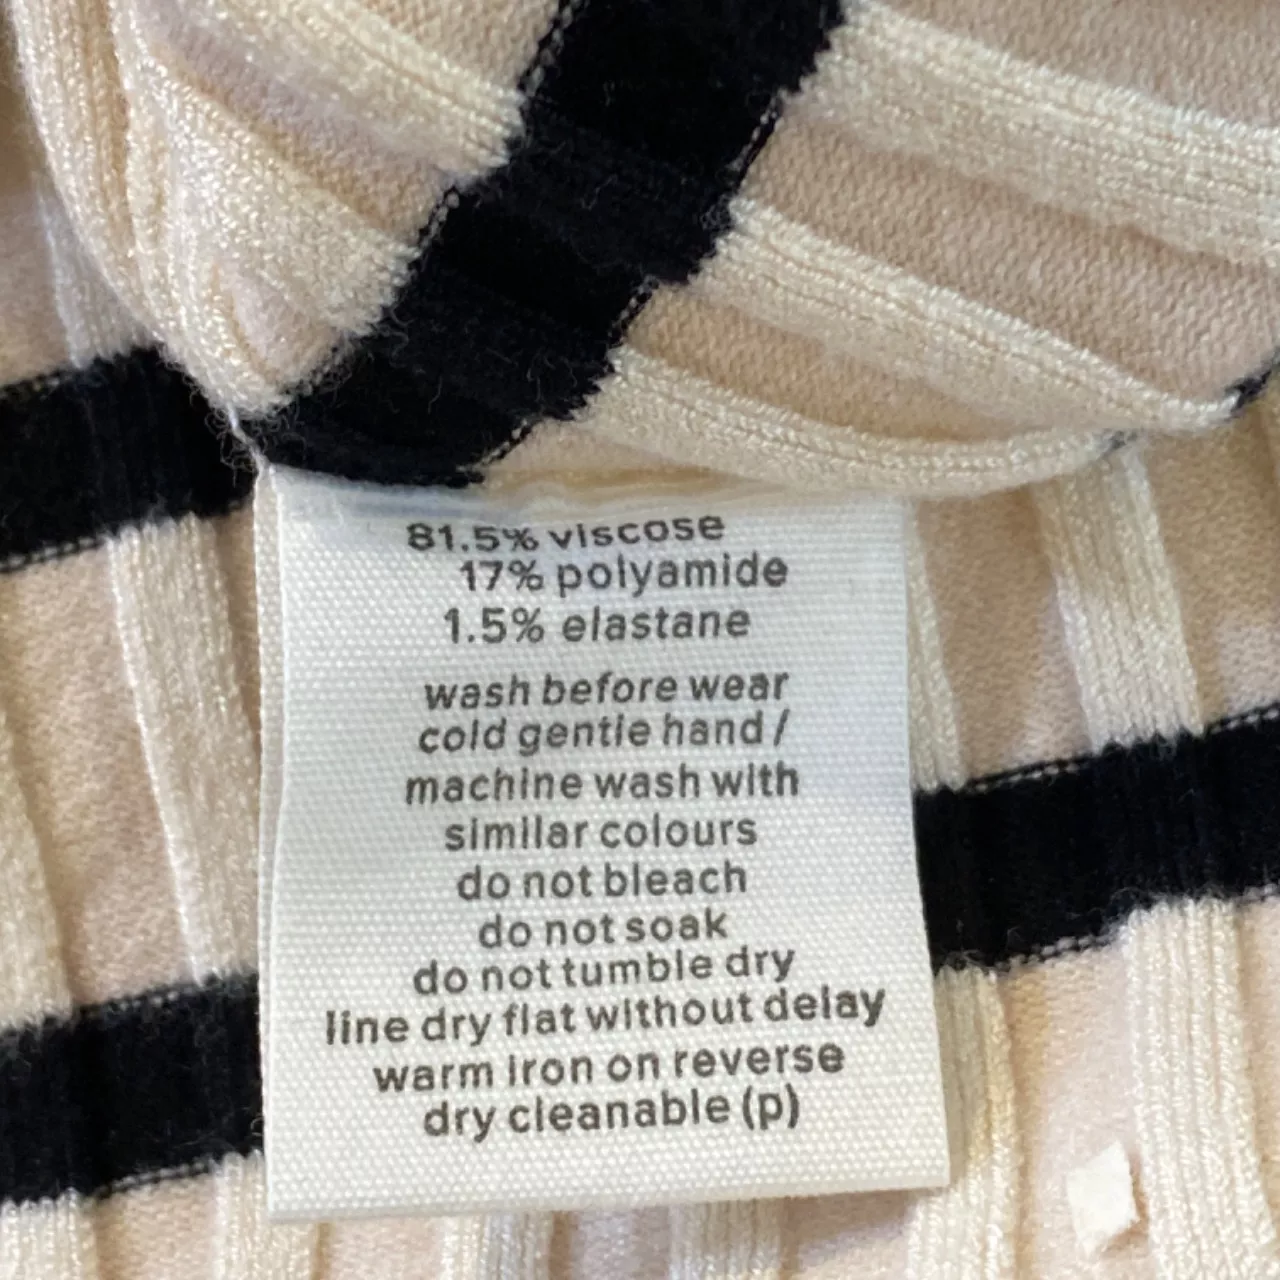 81.5% viscose
17% polyamide
1.5% elastane
wash before wear
cold gentle hand /
machine wash with
similar colours
do not bleach
do not soak
do not tumble dry
line dry flat without delay
warm iron on reverse
dry cleanable (p)